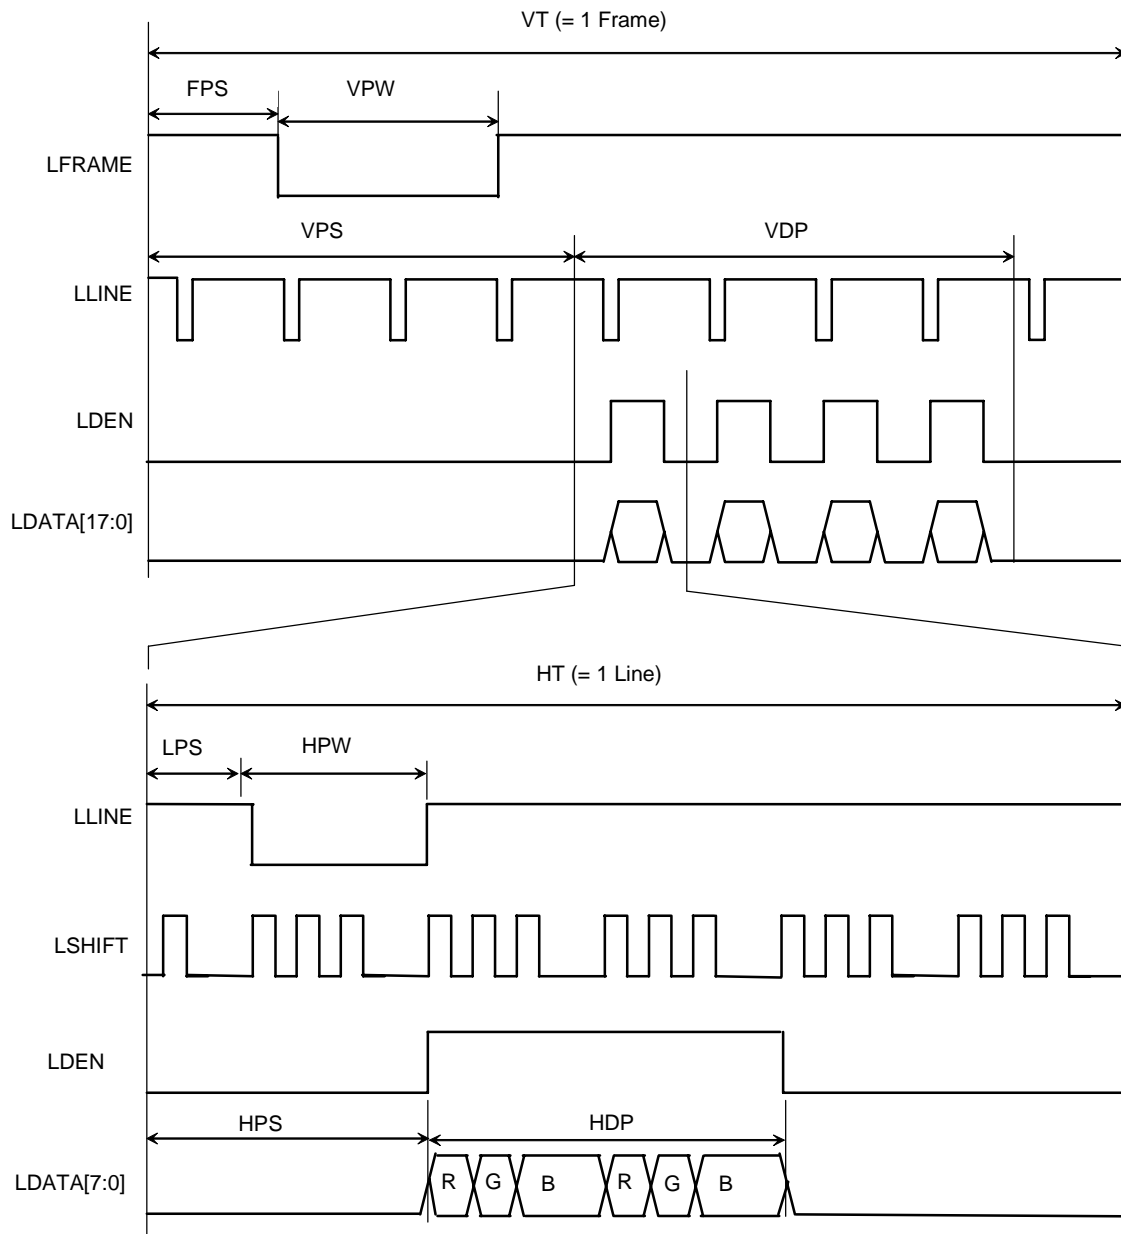 VT (= 1 Frame)
FPS VPW
LFRAME
VPS VDP
LLINE
LDEN
LDATA[17:0]
HT (= 1 Line)
LPS HPW
LLINE
LSHIFT
LDEN
HPS HDP
LDATA[7:0] R G B R G B